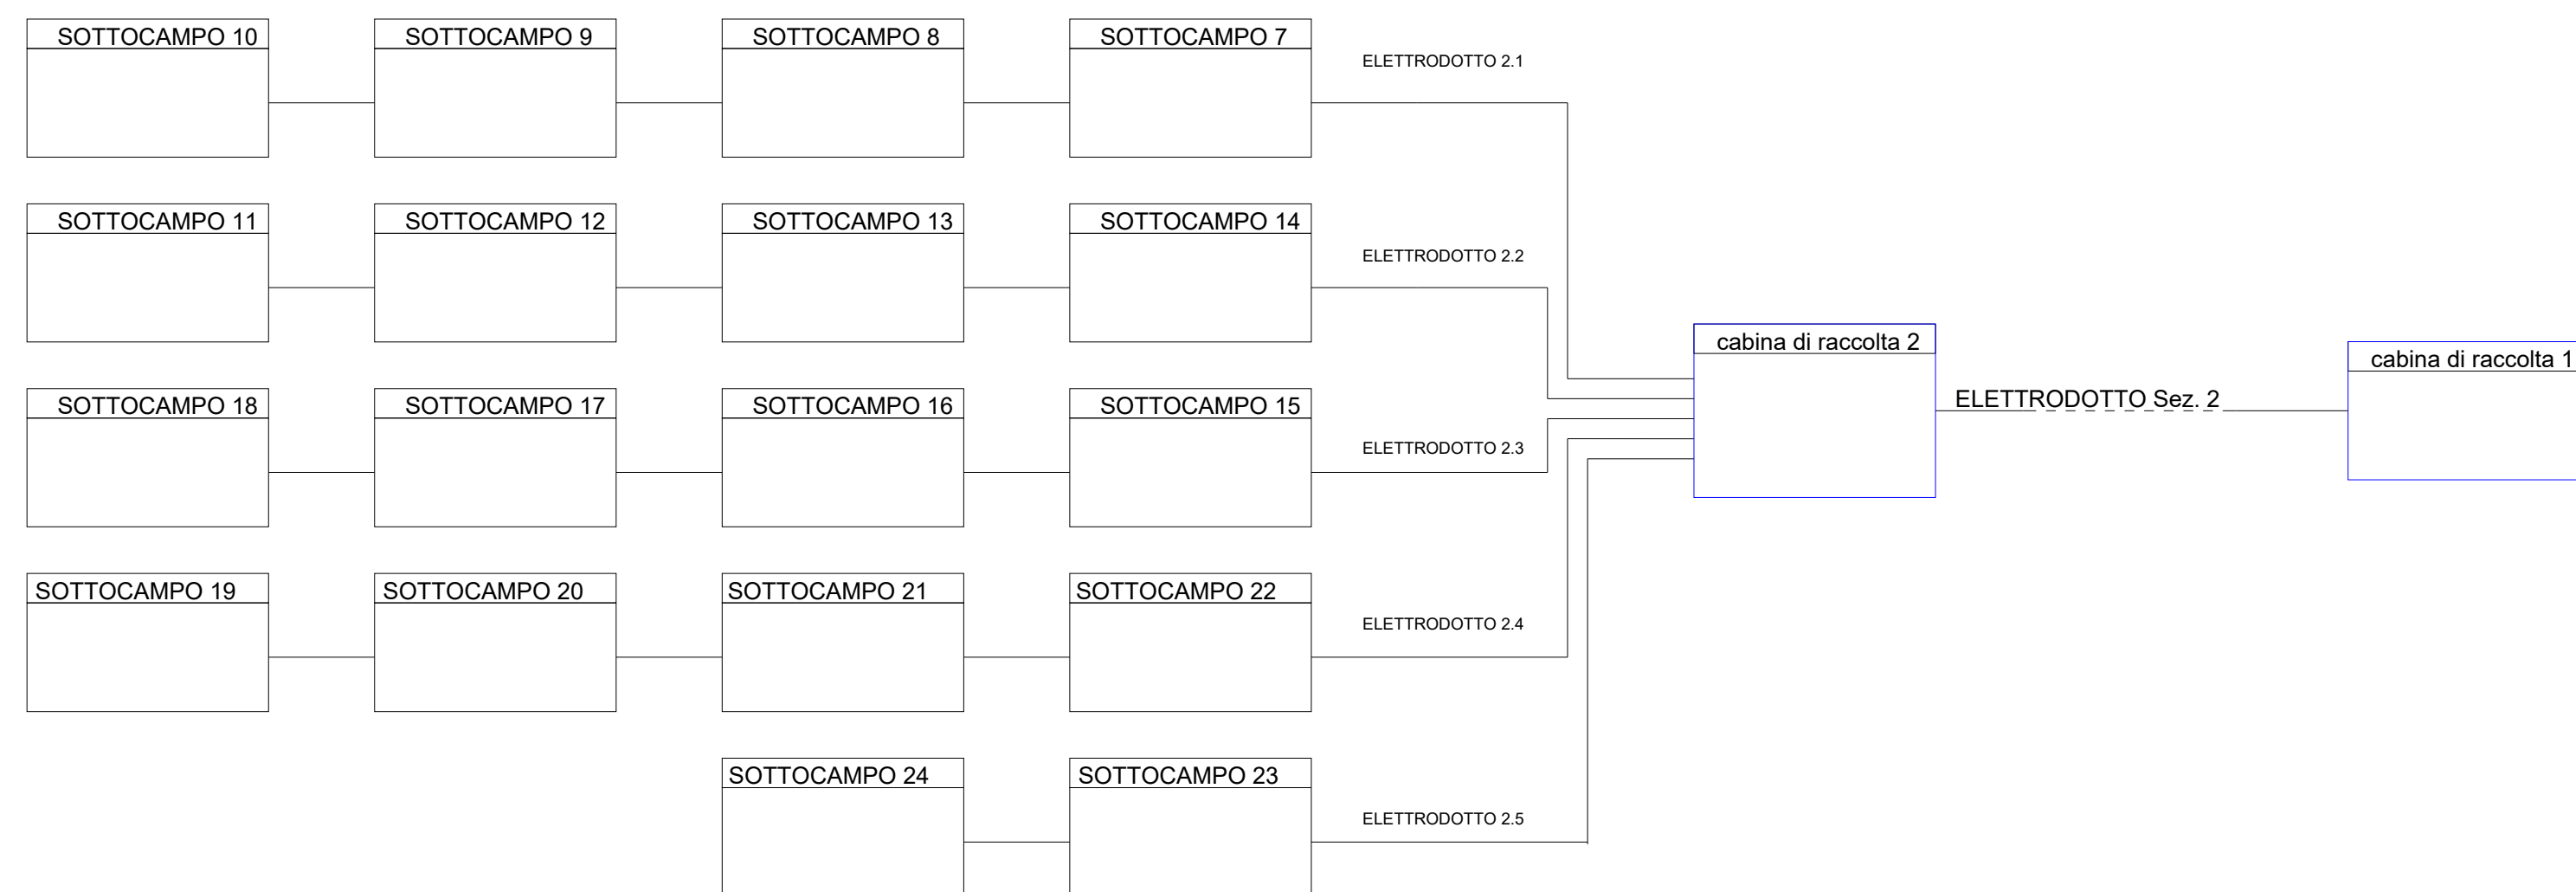 SOTTOCAMPO 10
SOTTOCAMPO 9
SOTTOCAMPO 8
SOTTOCAMPO 7
ELETTRODOTTO 2.1
SOTTOCAMPO 11
SOTTOCAMPO 12
SOTTOCAMPO 13
SOTTOCAMPO 14
ELETTRODOTTO 2.2
cabina di raccolta 2
cabina di raccolta 1
ELETTRODOTTO Sez. 2
SOTTOCAMPO 18
SOTTOCAMPO 17
SOTTOCAMPO 16
SOTTOCAMPO 15
ELETTRODOTTO 2.3
SOTTOCAMPO 19
SOTTOCAMPO 20
SOTTOCAMPO 21
SOTTOCAMPO 22
ELETTRODOTTO 2.4
SOTTOCAMPO 24
SOTTOCAMPO 23
ELETTRODOTTO 2.5